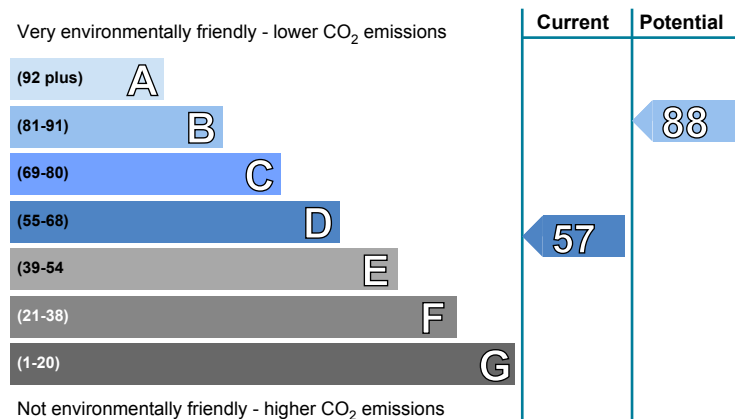 Very environmentally friendly - lower CO₂ emissions
Current
Potential
(92 plus) A
(81-91) B
88
(69-80) C
(55-68) D
57
(39-54 E
(21-38) F
(1-20) G
Not environmentally friendly - higher CO₂ emissions